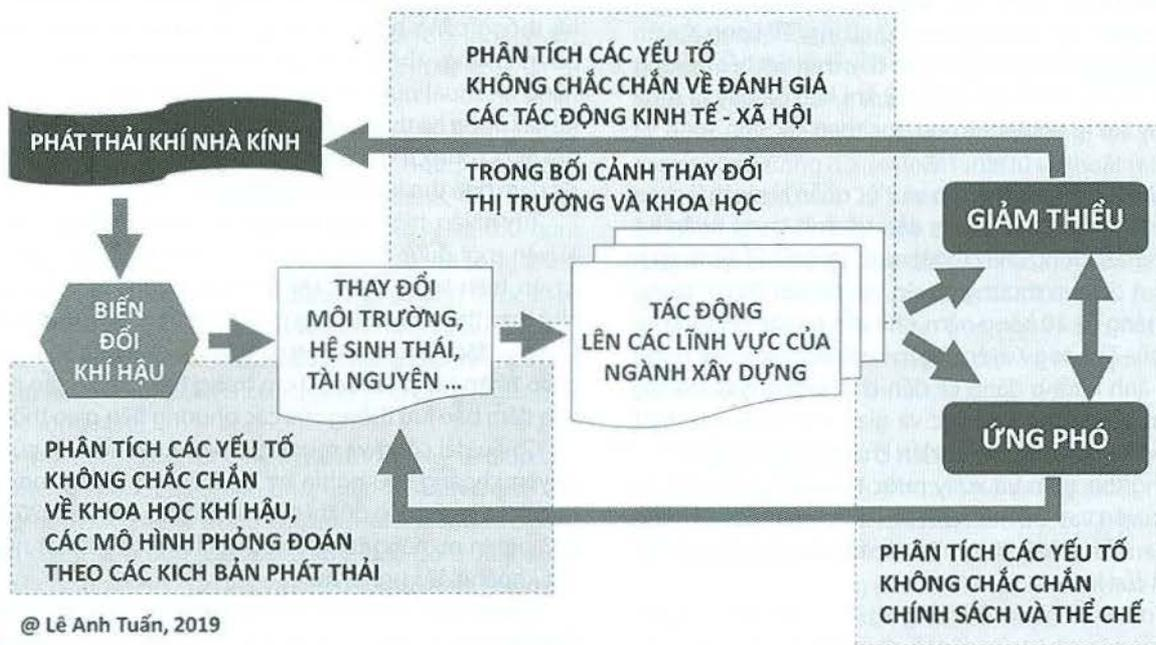 PHÂN TÍCH CÁC YẾU TỐ
KHÔNG CHẮC CHẮN VỀ ĐÁNH GIÁ
CÁC TÁC ĐỘNG KINH TẾ - XÃ HỘI
TRONG BỐI CẢNH THAY ĐỔI
THỊ TRƯỜNG VÀ KHOA HỌC
PHÁT THẢI KHÍ NHÀ KÍNH
GIẢM THIỂU
BIẾN
ĐỔI
KHÍ HẬU
THAY ĐỔI
MÔI TRƯỜNG,
HỆ SINH THÁI,
TÀI NGUYÊN ...
TÁC ĐỘNG
LÊN CÁC LĨNH VỰC CỦA
NGÀNH XÂY DỰNG
ỨNG PHÓ
PHÂN TÍCH CÁC YẾU TỐ
KHÔNG CHẮC CHẮN
VỀ KHOA HỌC KHÍ HẬU,
CÁC MÔ HÌNH PHỎNG ĐOÁN
THEO CÁC KICH BẢN PHÁT THẢI
PHÂN TÍCH CÁC YẾU TỐ
KHÔNG CHẮC CHẮN
CHÍNH SÁCH VÀ THỂ CHẾ
@ Lê Anh Tuấn, 2019